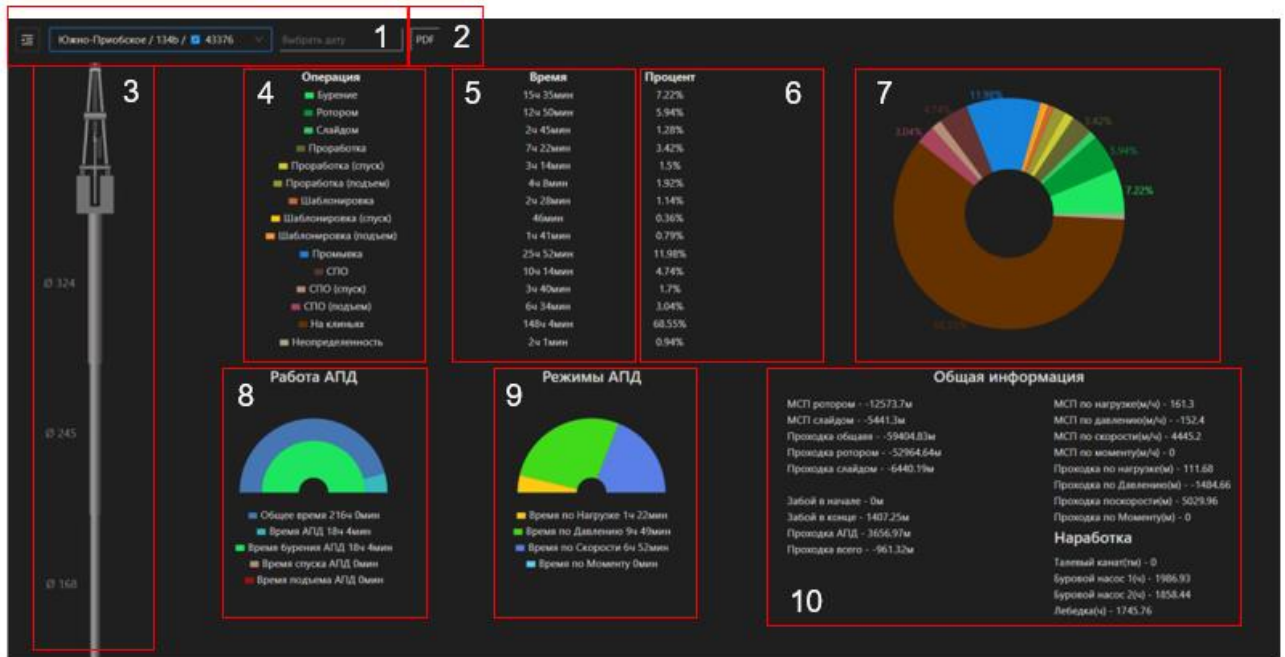 Южно-Приобское / 134b / 43376
Выбрать дату
1
PDF
2
3
Ø 324
Ø 245
Ø 168
4 Операция
5 Время
Процент 6
Бурение 15ч 35мин 7.22%
Ротором 12ч 50мин 5.94%
Слайдом 2ч 45мин 1.28%
Проработка 7ч 22мин 3.42%
Проработка (спуск) 3ч 14мин 1.5%
Проработка (подъем) 4ч 8мин 1.92%
Шаблонировка 2ч 28мин 1.14%
Шаблонировка (спуск) 46мин 0.36%
Шаблонировка (подъем) 1ч 41мин 0.79%
Промывка 25ч 52мин 11.98%
СПО 10ч 14мин 4.74%
СПО (спуск) 3ч 40мин 1.7%
СПО (подъем) 6ч 34мин 3.04%
На клиньях 148ч 4мин 68.55%
Неопределенность 2ч 1мин 0.94%
7
11.98%
4.74%
3.04%
3.42%
5.94%
7.22%
Работа АПД
8
Общее время 216ч 0мин
Время АПД 18ч 4мин
Время бурения АПД 18ч 4мин
Время спуска АПД 0мин
Время подъема АПД 0мин
Режимы АПД
9
Время по Нагрузке 1ч 22мин
Время по Давлению 9ч 49мин
Время по Скорости 6ч 52мин
Время по Моменту 0мин
Общая информация
МСП ротором - -12573.7м
МСП слайдом - -5441.3м
Проходка общая - -59404.83м
Проходка ротором - -52964.64м
Проходка слайдом - -6440.19м
Забой в начале - 0м
Забой в конце - 1407.25м
Проходка АПД - 3656.97м
Проходка всего - -961.32м
10
МСП по нагрузке(м/ч) - 161.3
МСП по давлению(м/ч) - -152.4
МСП по скорости(м/ч) - 4445.2
МСП по моменту(м/ч) - 0
Проходка по нагрузке(м) - 111.68
Проходка по Давлению(м) - -1484.66
Проходка поскорости(м) - 5029.96
Проходка по Моменту(м) - 0
Наработка
Талевый канат(тм) - 0
Буровой насос 1(ч) - 1986.93
Буровой насос 2(ч) - 1858.44
Лебедка(ч) - 1745.76